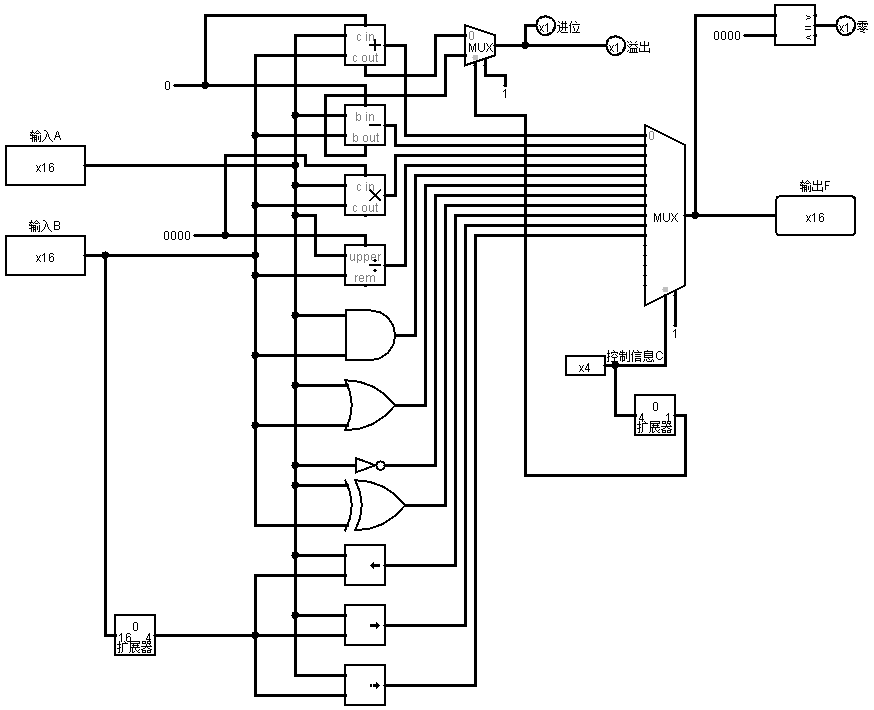 c in
+
c out
0
MUX
x1 进位
x1 溢出
1
0000
x1 零
0
b in
b out
输入A
x16
c in
c out
输入B
x16
0000
upper
rem
0
MUX
输出F
x16
1
控制信息C
x4
0
4 1
扩展器
0
16 4
扩展器